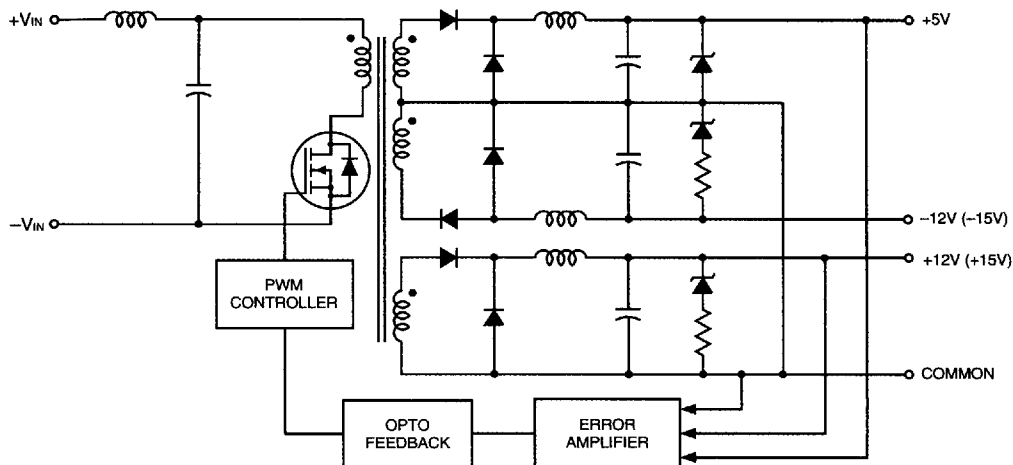 +VIN
+5V
−12V (−15V)
−VIN
+12V (+15V)
PWM
CONTROLLER
COMMON
OPTO
FEEDBACK
ERROR
AMPLIFIER